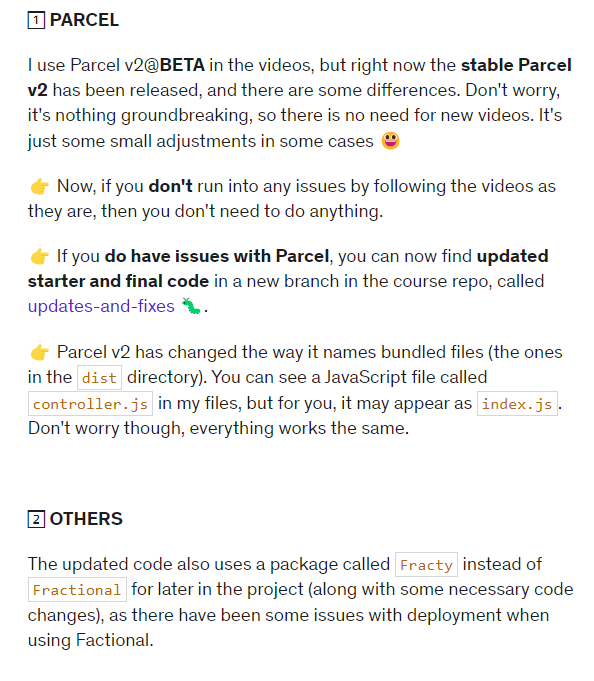 1 PARCEL
I use Parcel v2@BETA in the videos, but right now the stable Parcel
v2 has been released, and there are some differences. Don't worry,
it's nothing groundbreaking, so there is no need for new videos. It's
just some small adjustments in some cases 😃
👉 Now, if you don't run into any issues by following the videos as
they are, then you don't need to do anything.
👉 If you do have issues with Parcel, you can now find updated
starter and final code in a new branch in the course repo, called
updates-and-fixes 🐛.
👉 Parcel v2 has changed the way it names bundled files (the ones
in the dist directory). You can see a JavaScript file called
controller.js in my files, but for you, it may appear as index.js.
Don't worry though, everything works the same.
2 OTHERS
The updated code also uses a package called Fracty instead of
Fractional for later in the project (along with some necessary code
changes), as there have been some issues with deployment when
using Factional.